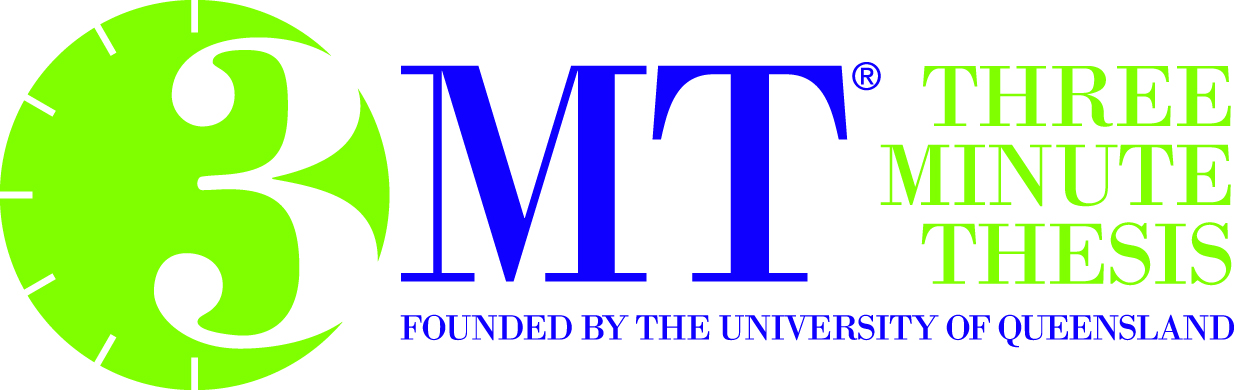 3MT®
THREE
MINUTE
THESIS
FOUNDED BY THE UNIVERSITY OF QUEENSLAND